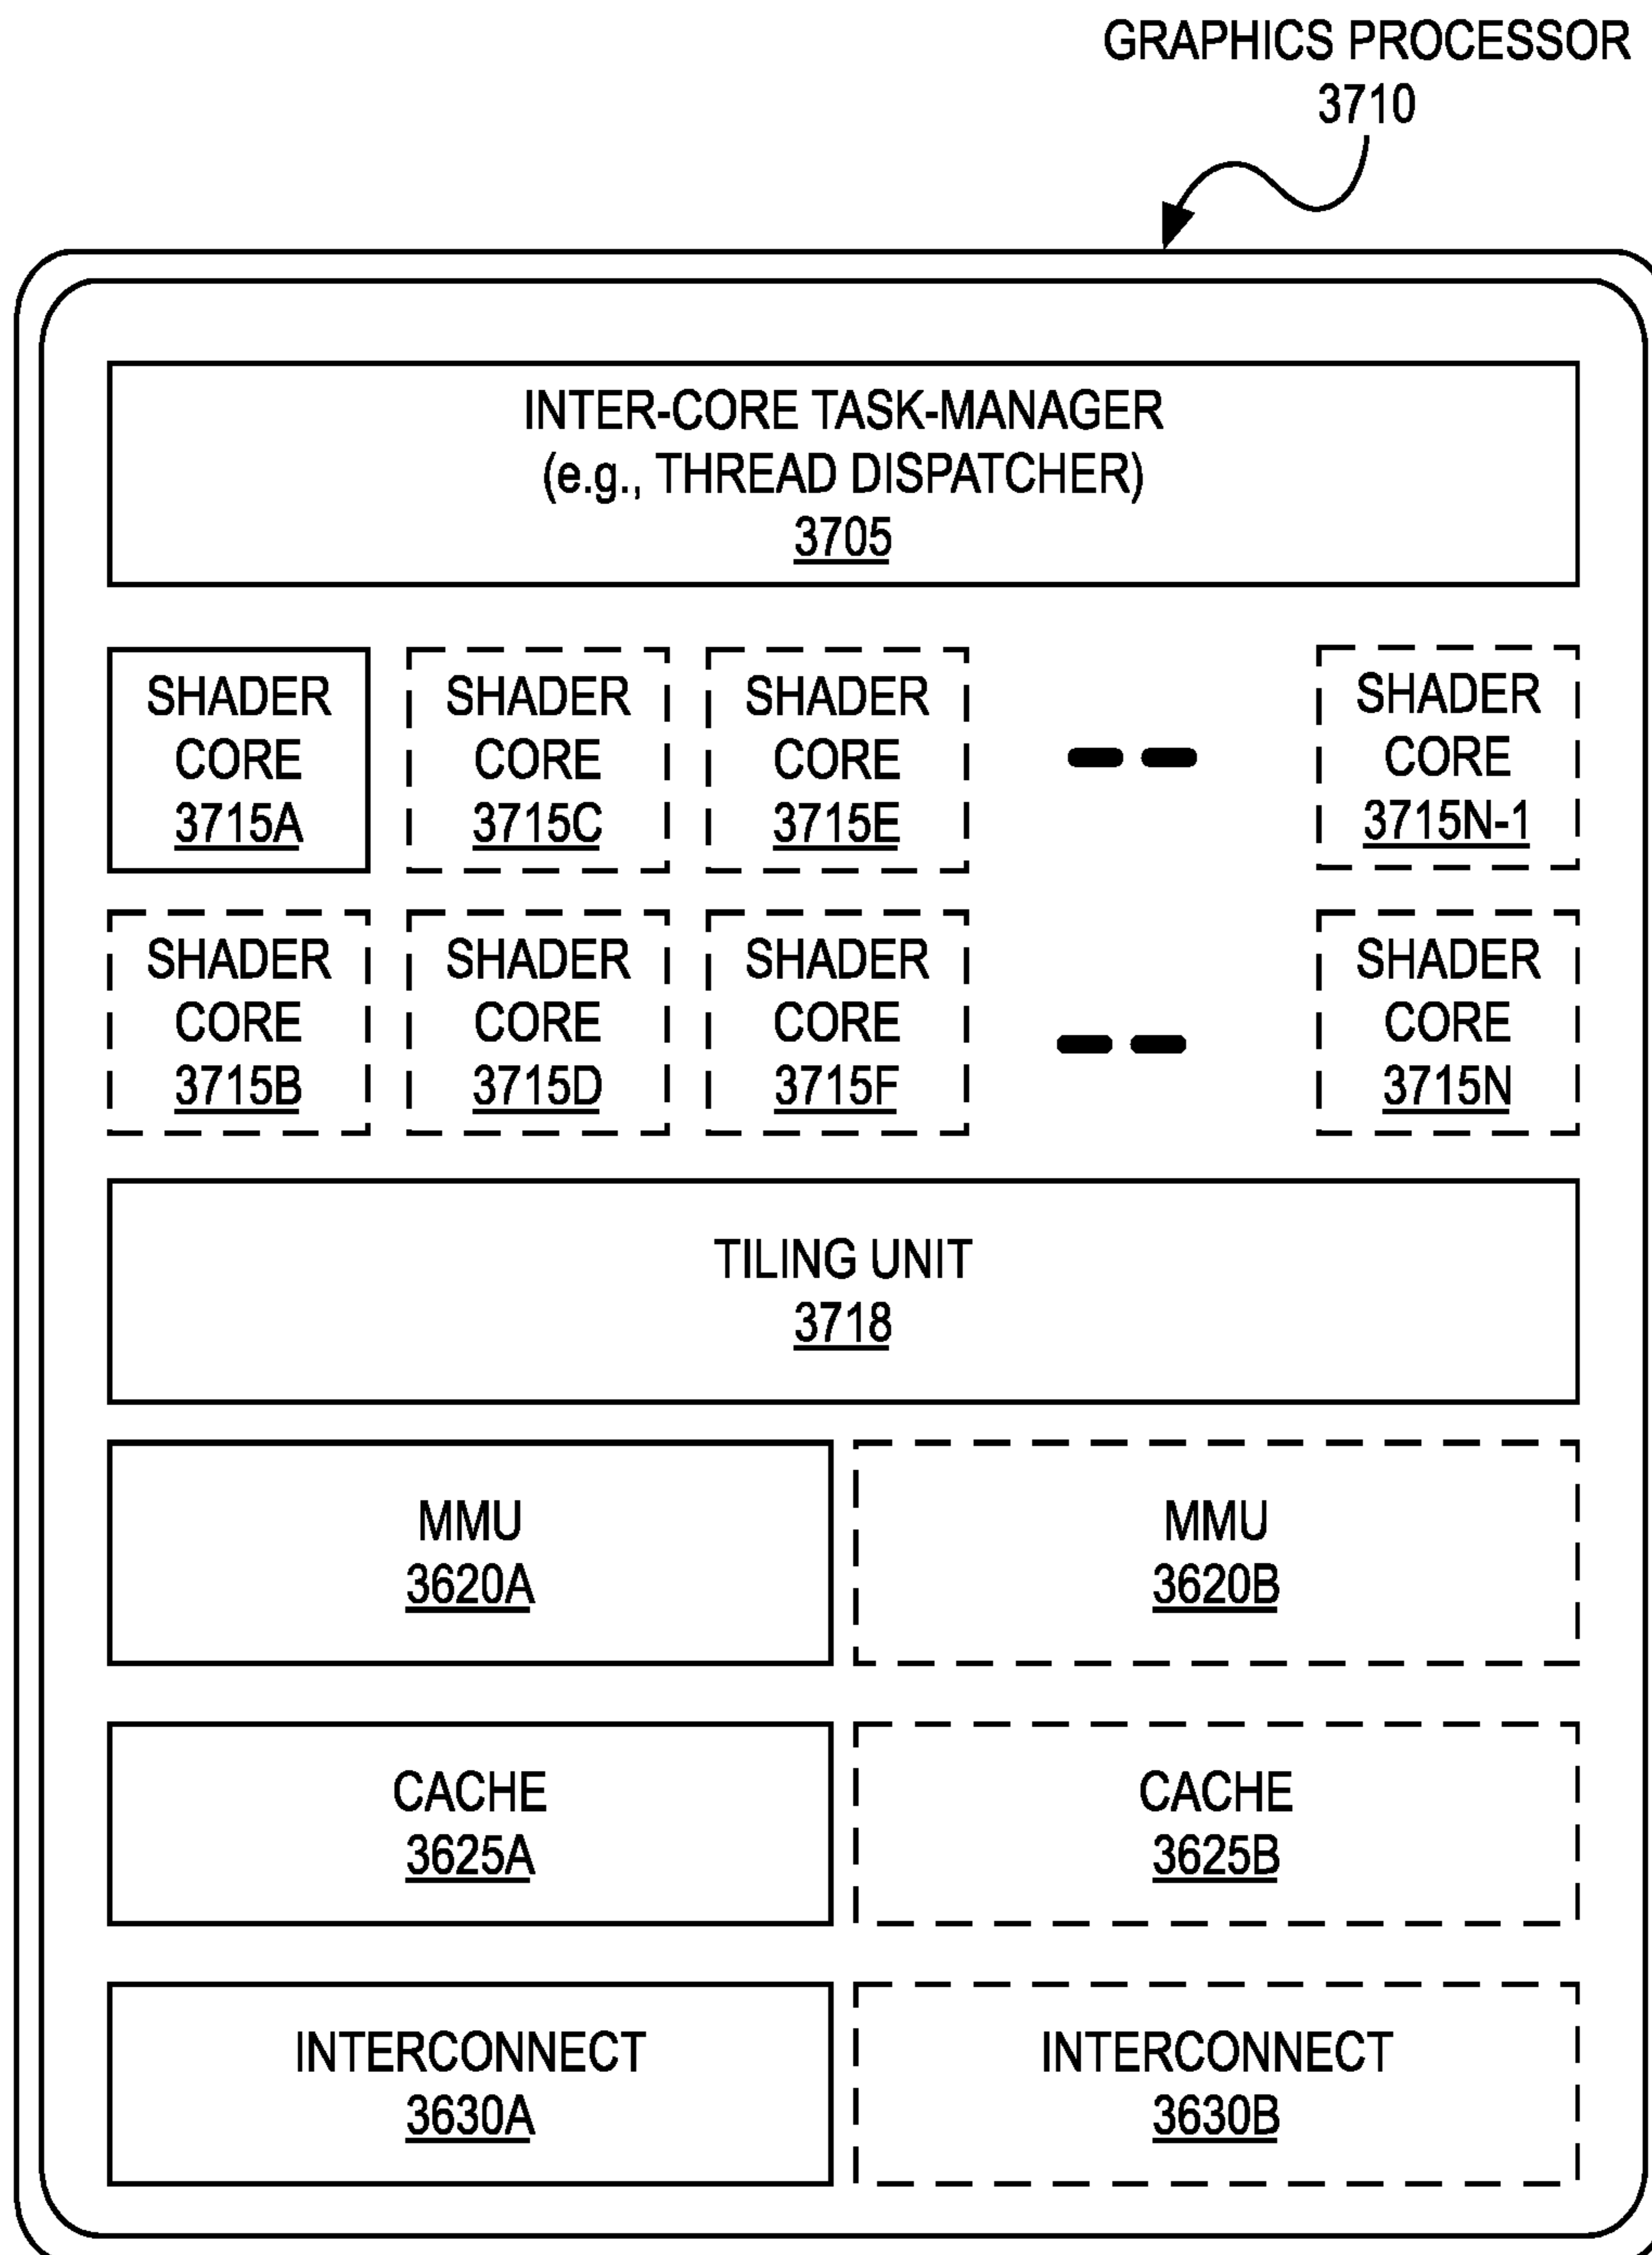 GRAPHICS PROCESSOR
3710
INTER-CORE TASK-MANAGER
(e.g., THREAD DISPATCHER)
3705
SHADER
CORE
3715A
SHADER
CORE
3715C
SHADER
CORE
3715E
SHADER
CORE
3715N-1
SHADER
CORE
3715B
SHADER
CORE
3715D
SHADER
CORE
3715F
SHADER
CORE
3715N
TILING UNIT
3718
MMU
3620A
MMU
3620B
CACHE
3625A
CACHE
3625B
INTERCONNECT
3630A
INTERCONNECT
3630B